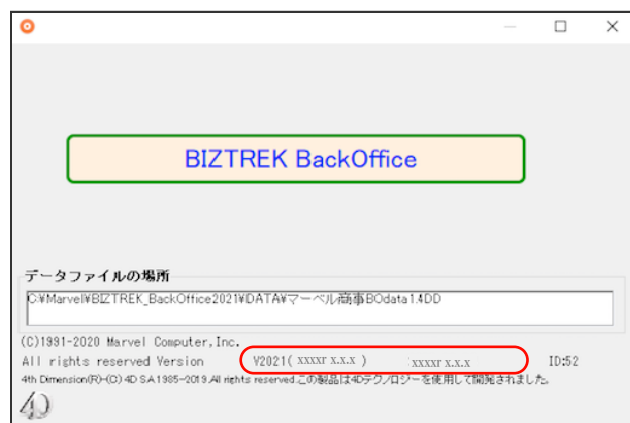 BIZTREK BackOffice
データファイルの場所
C:¥Marvel¥BIZTREK_BackOffice2021¥DATA¥マーベル商事BOdata1.4DD
(C)1991-2020 Marvel Computer,Inc.
All rights reserved Version V2021( xxxxr x.x.x ) xxxxr x.x.x ID:52
4th Dimension(R)-(C) 4D S.A.1985-2019.All rights reserved.この製品は4Dテクノロジーを使用して開発されました。
4D